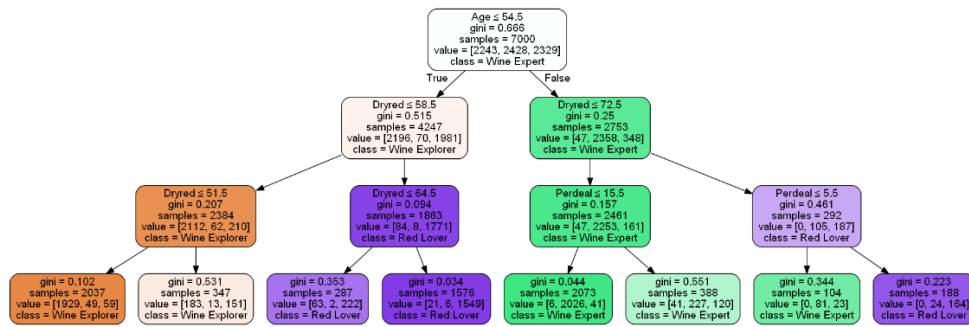 Age ≤ 54.5
gini = 0.666
samples = 7000
value = [2243, 2428, 2329]
class = Wine Expert
True
False
Dryred ≤ 58.5
gini = 0.515
samples = 4247
value = [2196, 70, 1981]
class = Wine Explorer
Dryred ≤ 72.5
gini = 0.25
samples = 2753
value = [47, 2358, 348]
class = Wine Expert
Dryred ≤ 51.5
gini = 0.207
samples = 2384
value = [2112, 62, 210]
class = Wine Explorer
Dryred ≤ 64.5
gini = 0.094
samples = 1863
value = [84, 8, 1771]
class = Red Lover
Perdeal ≤ 15.5
gini = 0.157
samples = 2461
value = [47, 2253, 161]
class = Wine Expert
Perdeal ≤ 5.5
gini = 0.461
samples = 292
value = [0, 105, 187]
class = Red Lover
gini = 0.102
samples = 2037
value = [1929, 49, 59]
class = Wine Explorer
gini = 0.531
samples = 347
value = [183, 13, 151]
class = Wine Explorer
gini = 0.353
samples = 287
value = [63, 2, 222]
class = Red Lover
gini = 0.034
samples = 1576
value = [21, 6, 1549]
class = Red Lover
gini = 0.044
samples = 2073
value = [6, 2026, 41]
class = Wine Expert
gini = 0.551
samples = 388
value = [41, 227, 120]
class = Wine Expert
gini = 0.344
samples = 104
value = [0, 81, 23]
class = Wine Expert
gini = 0.223
samples = 188
value = [0, 24, 164]
class = Red Lover